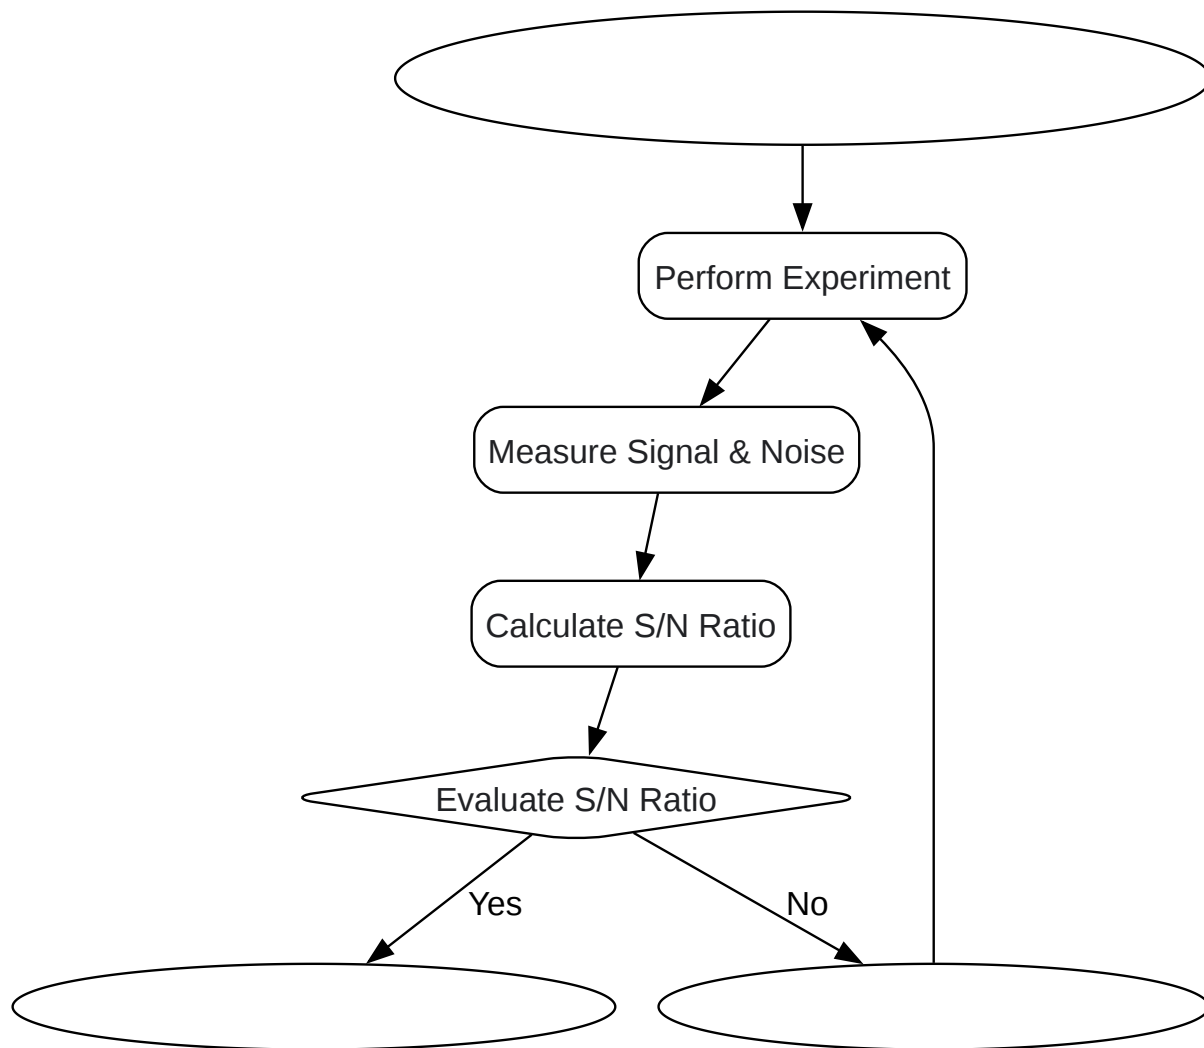 Perform Experiment
Measure Signal & Noise
Calculate S/N Ratio
Evaluate S/N Ratio
Yes
No